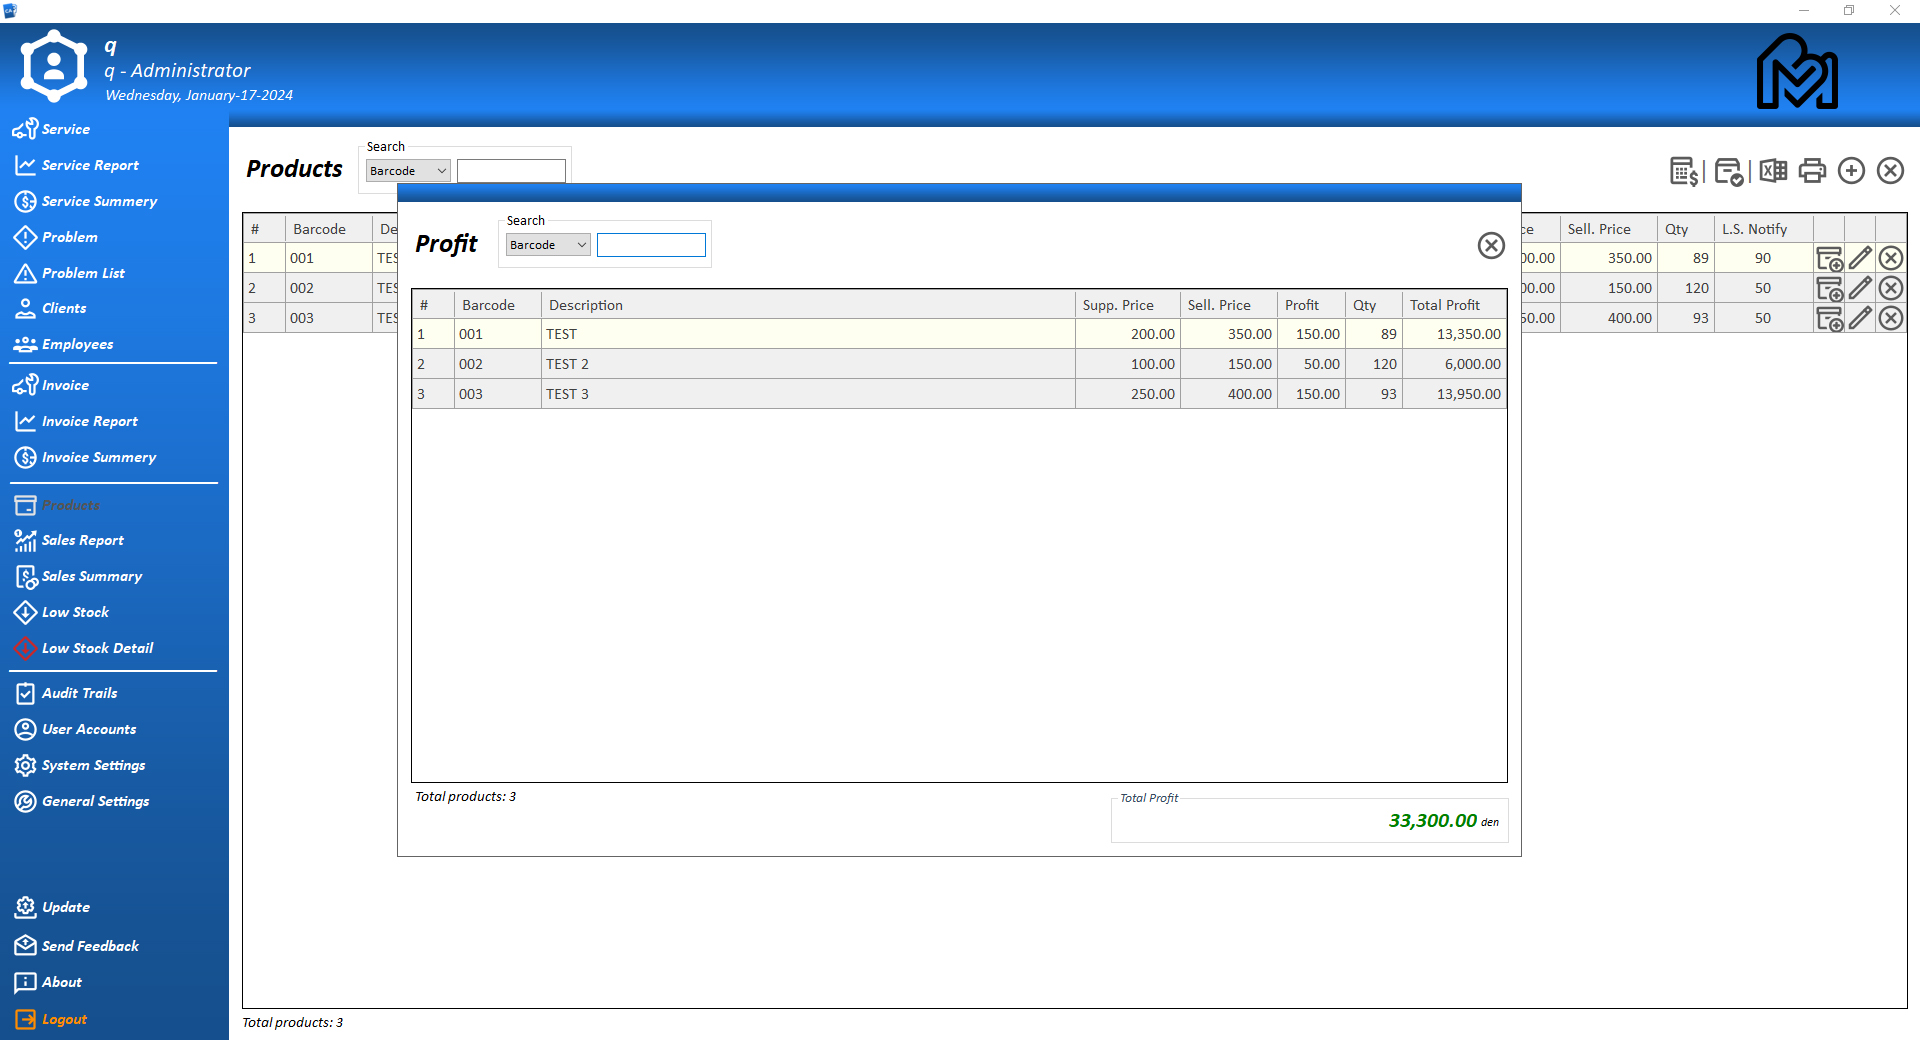 q
q - Administrator
Wednesday, January-17-2024
Service
Service Report
Service Summery
Problem
Problem List
Clients
Employees
Invoice
Invoice Report
Invoice Summery
Products
Sales Report
Sales Summary
Low Stock
Low Stock Detail
Audit Trails
User Accounts
System Settings
General Settings
Update
Send Feedback
About
Logout
Products
Search
Barcode
# Barcode De ce Sell. Price Qty L.S. Notify
1 001 TES 00.00 350.00 89 90
2 002 TES 00.00 150.00 120 50
3 003 TES 50.00 400.00 93 50
Profit
Search
Barcode
# Barcode Description Supp. Price Sell. Price Profit Qty Total Profit
1 001 TEST 200.00 350.00 150.00 89 13,350.00
2 002 TEST 2 100.00 150.00 50.00 120 6,000.00
3 003 TEST 3 250.00 400.00 150.00 93 13,950.00
Total products: 3
Total Profit
33,300.00 den
Total products: 3